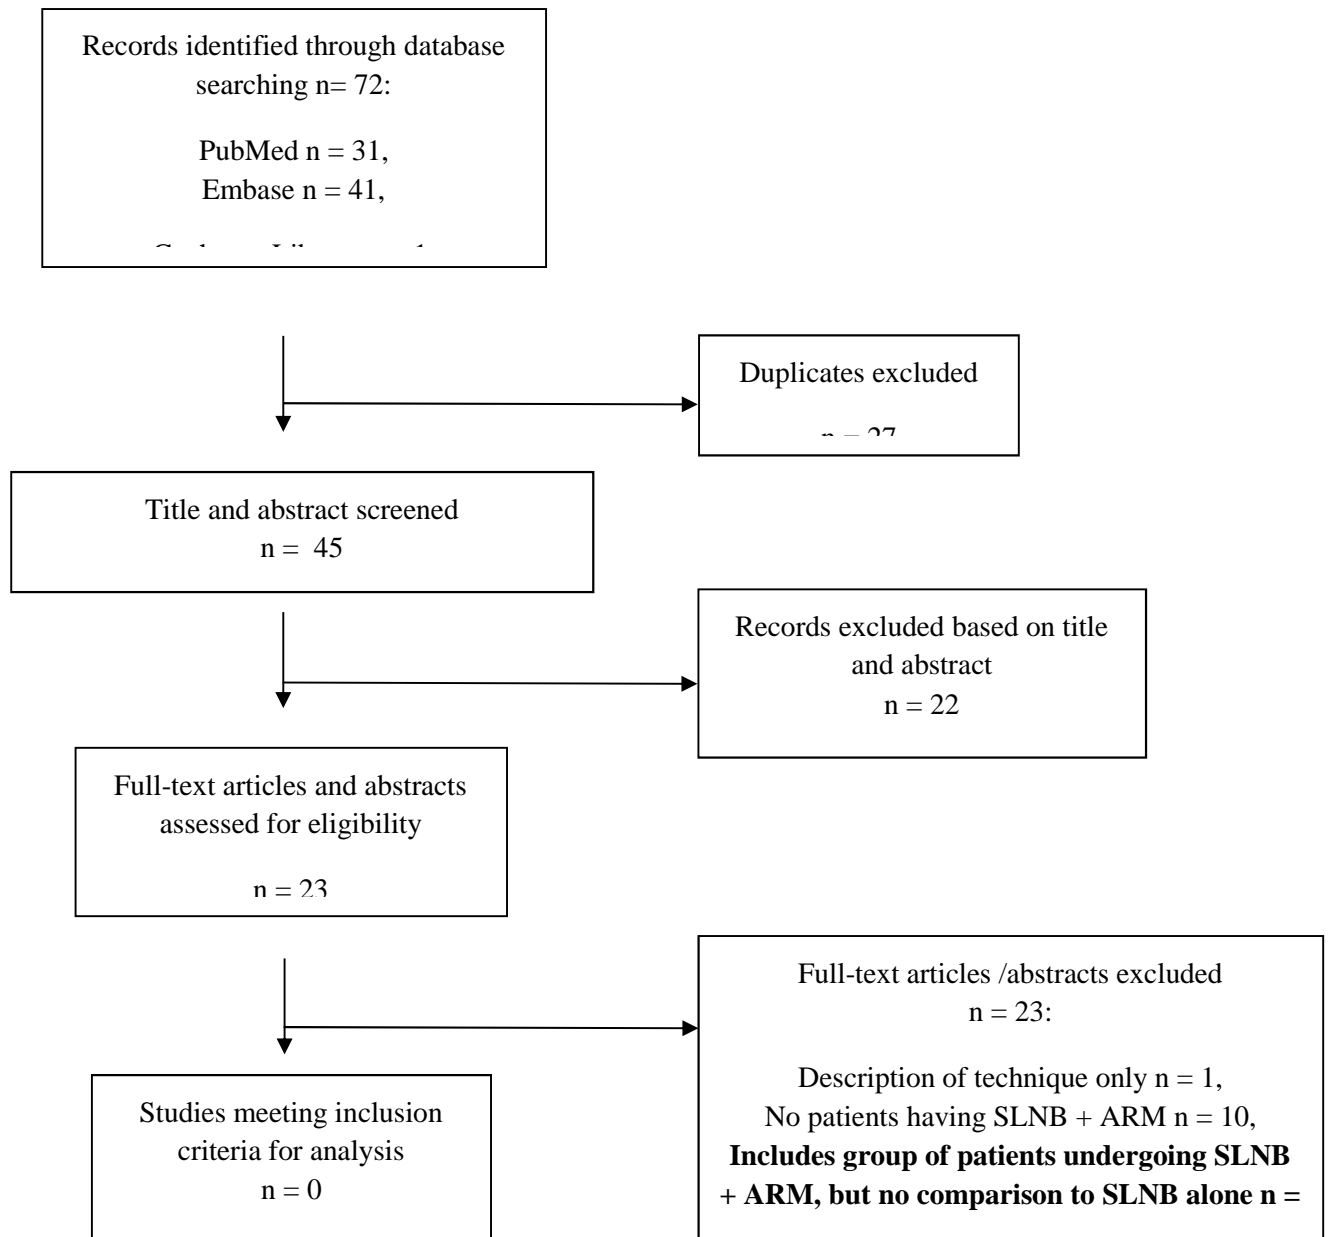 Records identified through database
searching n= 72:
PubMed n = 31,
Embase n = 41,
Duplicates excluded
n = 27
Title and abstract screened
n = 45
Records excluded based on title
and abstract
n = 22
Full-text articles and abstracts
assessed for eligibility
n = 23
Full-text articles /abstracts excluded
n = 23:
Description of technique only n = 1,
No patients having SLNB + ARM n = 10,
Includes group of patients undergoing SLNB
+ ARM, but no comparison to SLNB alone n =
Studies meeting inclusion
criteria for analysis
n = 0